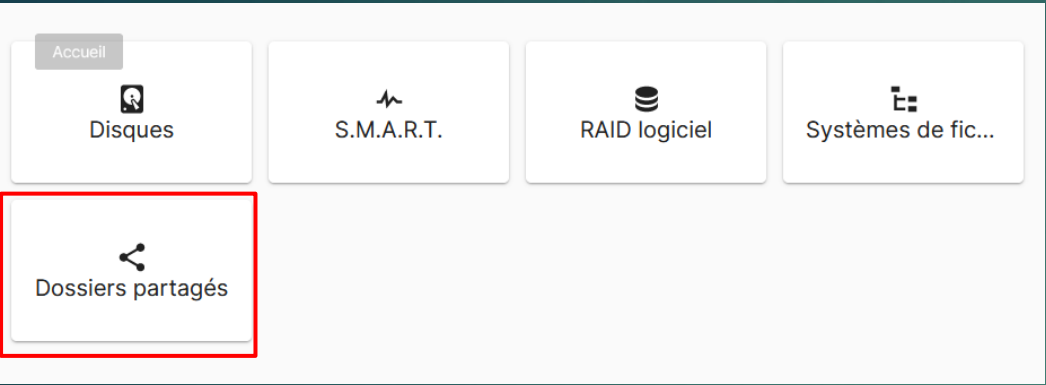 Accueil
Disques
S.M.A.R.T.
RAID logiciel
Systèmes de fic...
Dossiers partagés